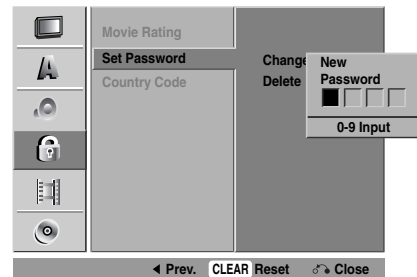 Movie Rating
Set Password
Country Code
Change
Delete
New
Password
0-9 Input
◀ Prev. CLEAR Reset Close